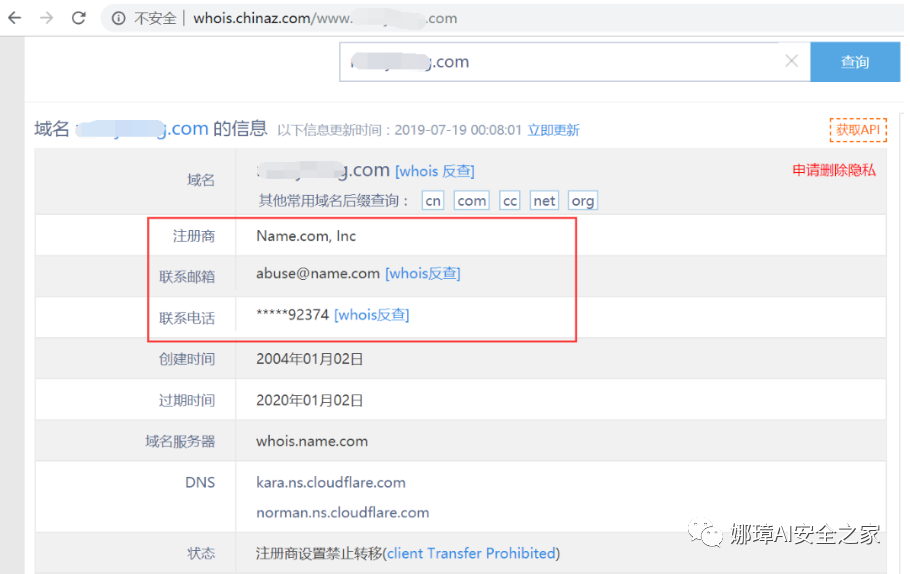 不安全 | whois.chinaz.com/www. .com
.com 查询
域名 .com 的信息 以下信息更新时间：2019-07-19 00:08:01 立即更新 获取API
域名 g.com [whois 反查] 申请删除隐私
其他常用域名后缀查询： cn com cc net org
注册商 Name.com, Inc
联系邮箱 abuse@name.com [whois反查]
联系电话 *****92374 [whois反查]
创建时间 2004年01月02日
过期时间 2020年01月02日
域名服务器 whois.name.com
DNS kara.ns.cloudflare.com
norman.ns.cloudflare.com
状态 注册商设置禁止转移(client Transfer Prohibited)
娜璋AI安全之家